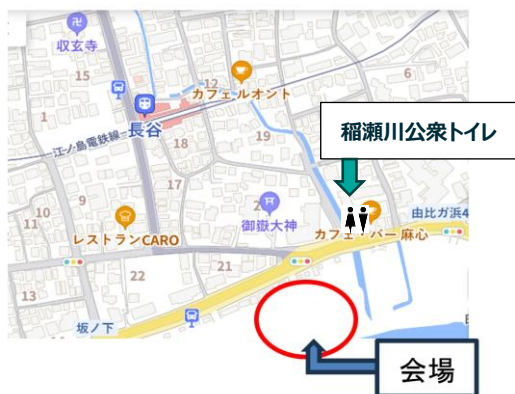 収玄寺
15
12
カフェ ルオント
6
1
長谷
江ノ島電鉄線
18
19
稲瀬川公衆トイレ
17
10
11
9
レストランCARO
御嶽大神
カフェ・バー 麻心
由比ガ浜4
22
21
13
坂ノ下
会場